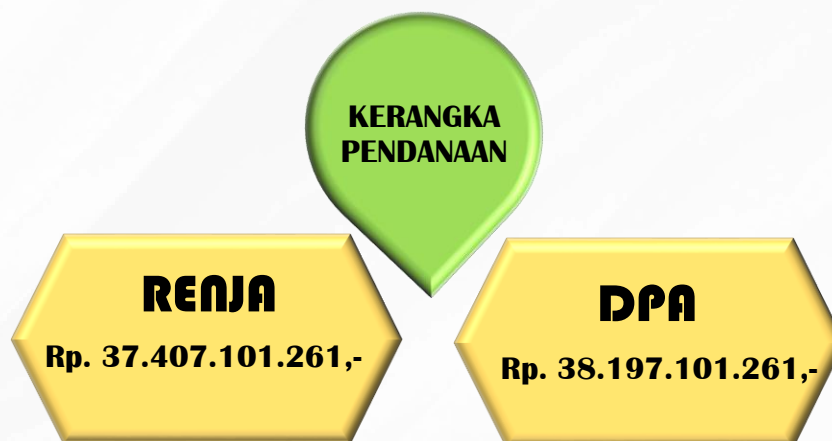 KERANGKA
PENDANAAN
RENJA
Rp. 37.407.101.261,-
DPA
Rp. 38.197.101.261,-